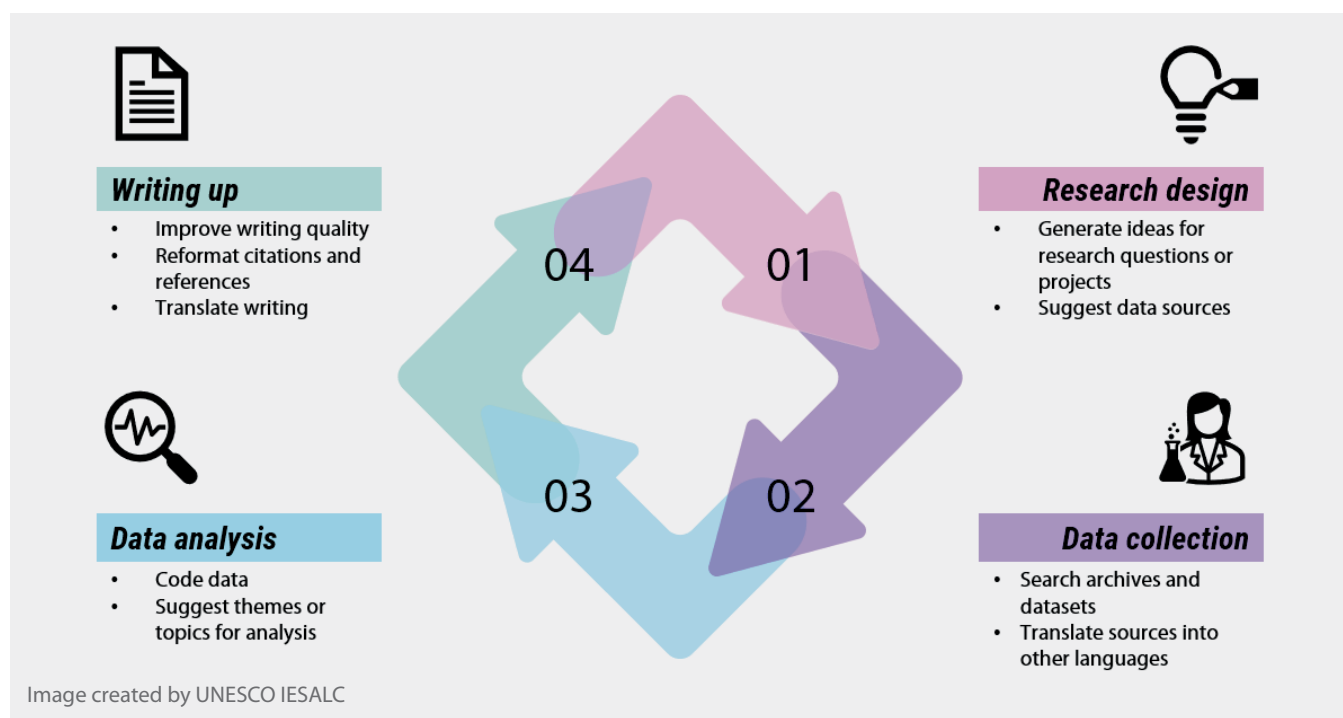 Writing up
• Improve writing quality
• Reformat citations and
references
• Translate writing
04
01
Research design
• Generate ideas for
research questions or
projects
• Suggest data sources
Data analysis
• Code data
• Suggest themes or
topics for analysis
03
02
Data collection
• Search archives and
datasets
• Translate sources into
other languages
Image created by UNESCO IESALC